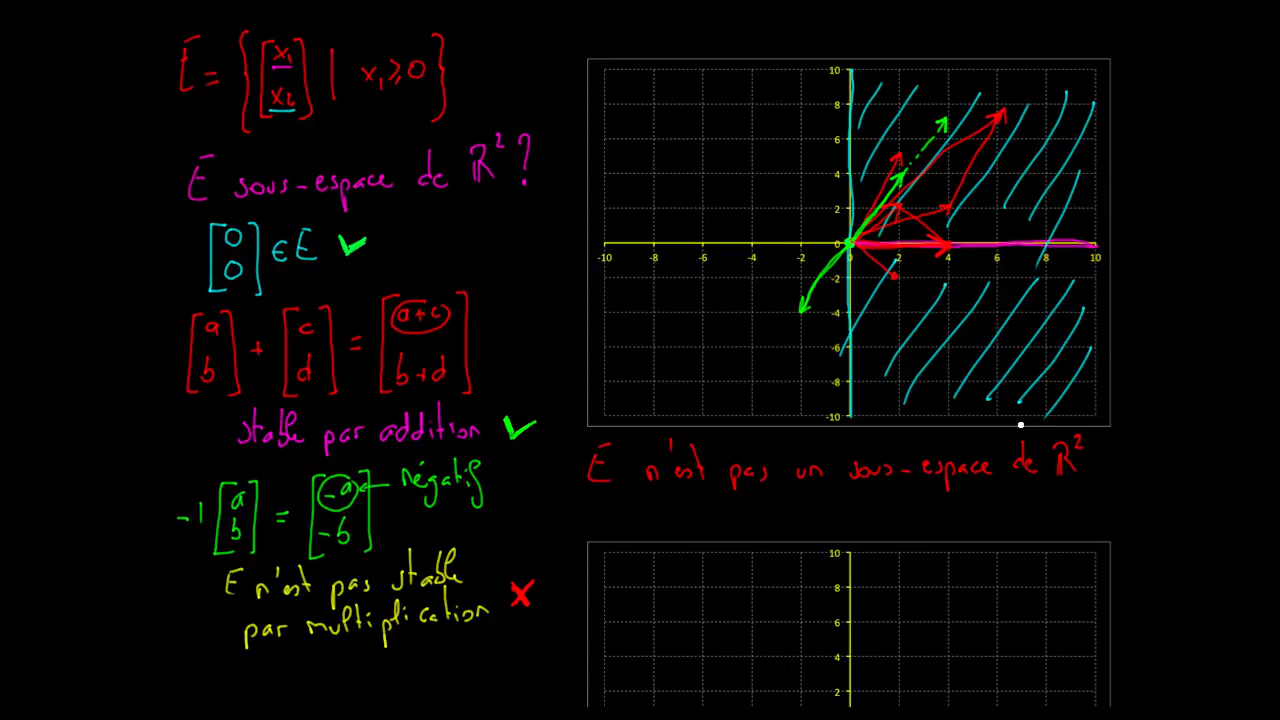 E = { [x₁ x₂] | x₁ ≥ 0 }
E sous-espace de ℝ² ?
[0 0] ∈ E ✓
[a b] + [c d] = [a+c b+d]
stable par addition ✓
-1 [a b] = [-a -b] ← négatif
E n'est pas stable
par multiplication ✗
10
8
6
4
2
0
-10 -8 -6 -4 -2 0 2 4 6 8 10
-2
-4
-6
-8
-10
E n'est pas un sous-espace de ℝ²
10
8
6
4
2